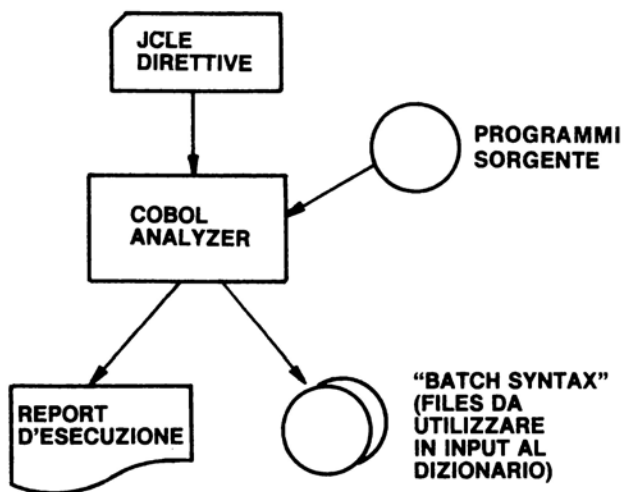 JCLE
DIRETTIVE
PROGRAMMI
SORGENTE
COBOL
ANALYZER
REPORT
D'ESECUZIONE
“BATCH SYNTAX”
(FILES DA
UTILIZZARE
IN INPUT AL
DIZIONARIO)